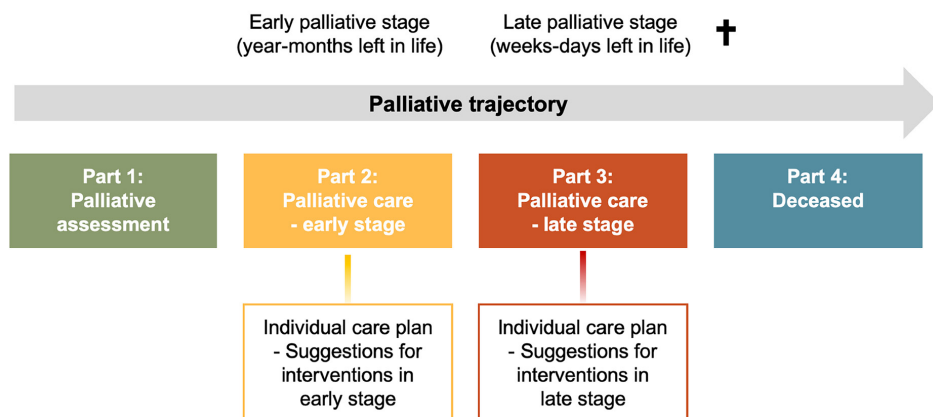 Early palliative stage
(year-months left in life)
Late palliative stage
(weeks-days left in life)
Palliative trajectory
Part 1:
Palliative
assessment
Part 2:
Palliative care
- early stage
Part 3:
Palliative care
- late stage
Part 4:
Deceased
Individual care plan
- Suggestions for
interventions in
early stage
Individual care plan
- Suggestions for
interventions in
late stage